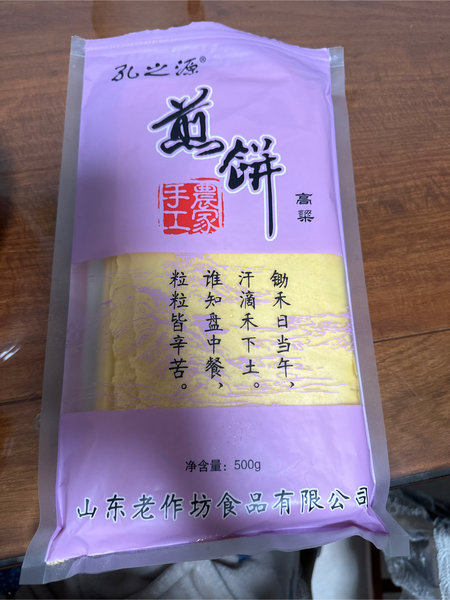 孔之源®
煎饼
農家
手工
高粱
锄禾日当午，
汗滴禾下土。
谁知盘中餐，
粒粒皆辛苦。
净含量：500g
山东老作坊食品有限公司